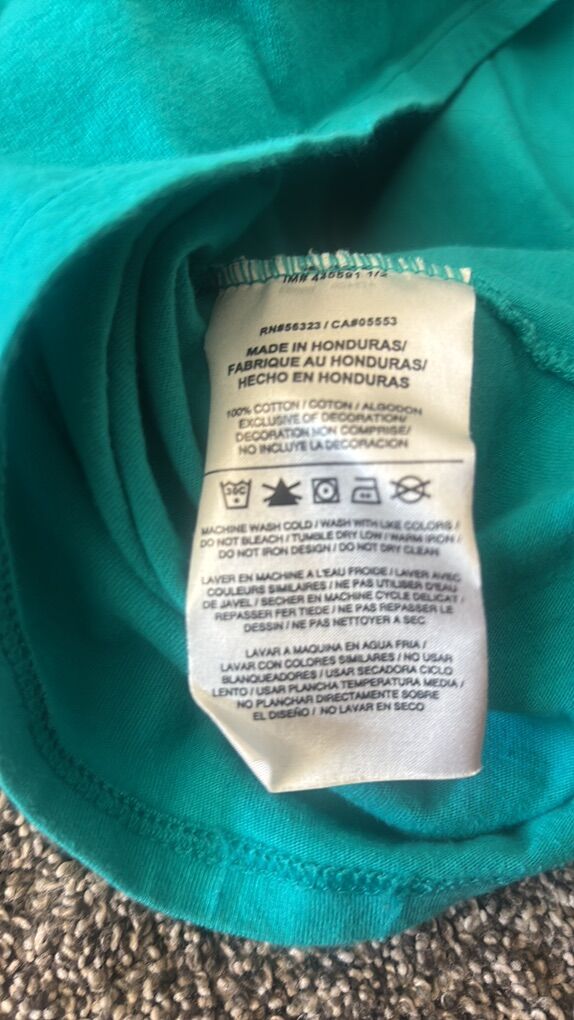 IM# 440591 1/2
RN#56323 / CA#05553
MADE IN HONDURAS/
FABRIQUE AU HONDURAS/
HECHO EN HONDURAS
100% COTTON / COTON / ALGODON
EXCLUSIVE OF DECORATION/
DECORATION NON COMPRISE/
NO INCLUYE LA DECORACION
30C
MACHINE WASH COLD / WASH WITH LIKE COLORS /
DO NOT BLEACH / TUMBLE DRY LOW / WARM IRON /
DO NOT IRON DESIGN / DO NOT DRY CLEAN
LAVER EN MACHINE A L'EAU FROIDE / LAVER AVEC
COULEURS SIMILAIRES / NE PAS UTILISER D'EAU
DE JAVEL / SECHER EN MACHINE CYCLE DELICAT /
REPASSER FER TIEDE / NE PAS REPASSER LE
DESSIN / NE PAS NETTOYER A SEC
LAVAR A MAQUINA EN AGUA FRIA /
LAVAR CON COLORES SIMILARES / NO USAR
BLANQUEADORES / USAR SECADORA CICLO
LENTO / USAR PLANCHA TEMPERATURA MEDIA /
NO PLANCHAR DIRECTAMENTE SOBRE
EL DISEÑO / NO LAVAR EN SECO